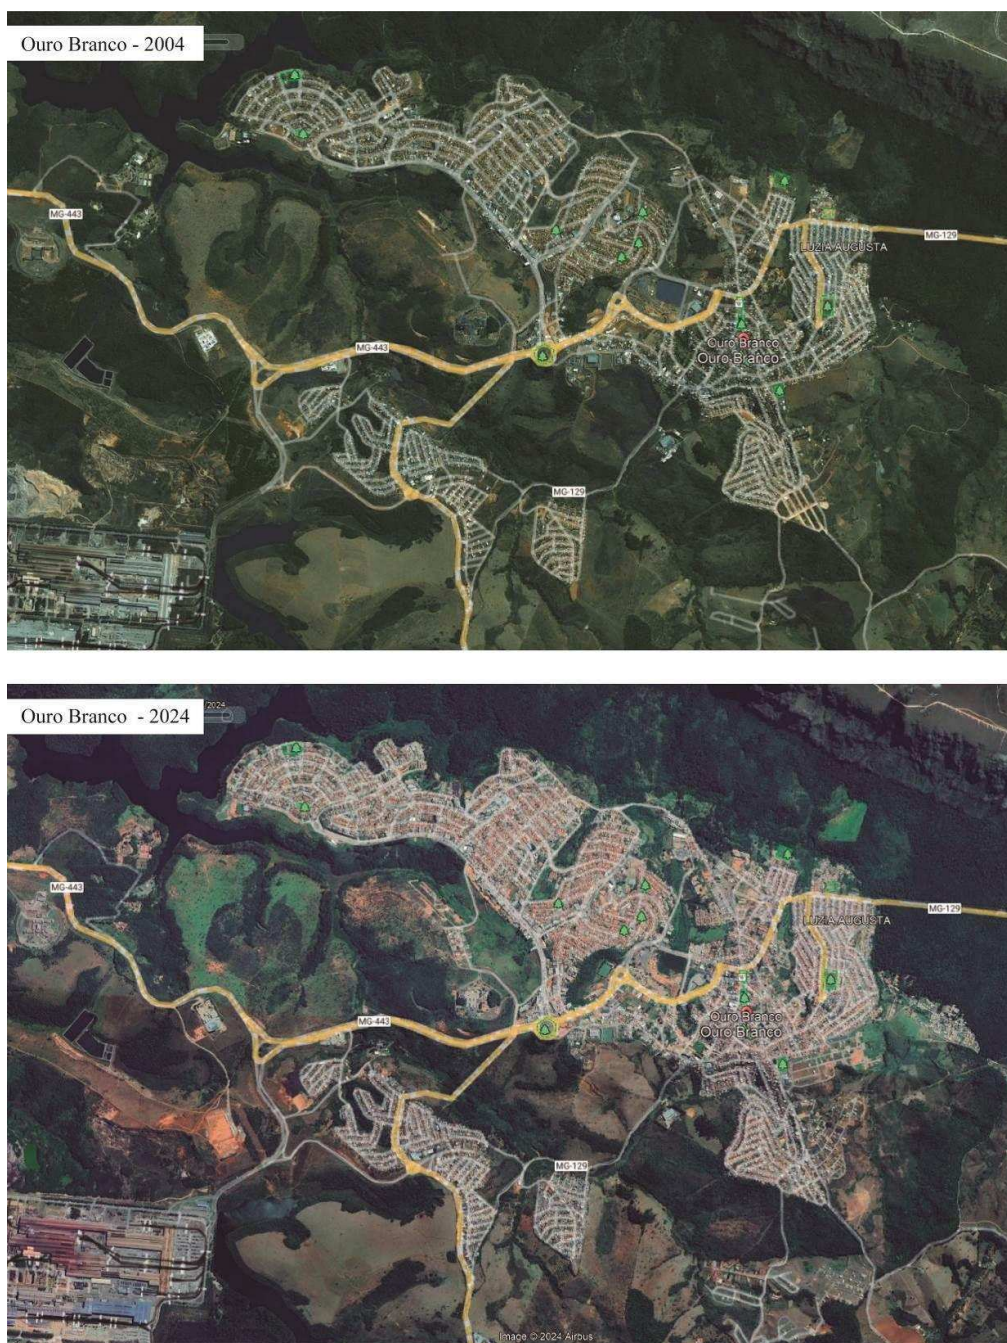 Ouro Branco - 2004
MG-443
MG-129
LUZIA AUGUSTA
Ouro Branco
Ouro Branco
MG-443
MG-129
Ouro Branco - 2024
/2024
MG-443
MG-129
LUZIA AUGUSTA
Ouro Branco
Ouro Branco
MG-443
MG-129
Image © 2024 Airbus